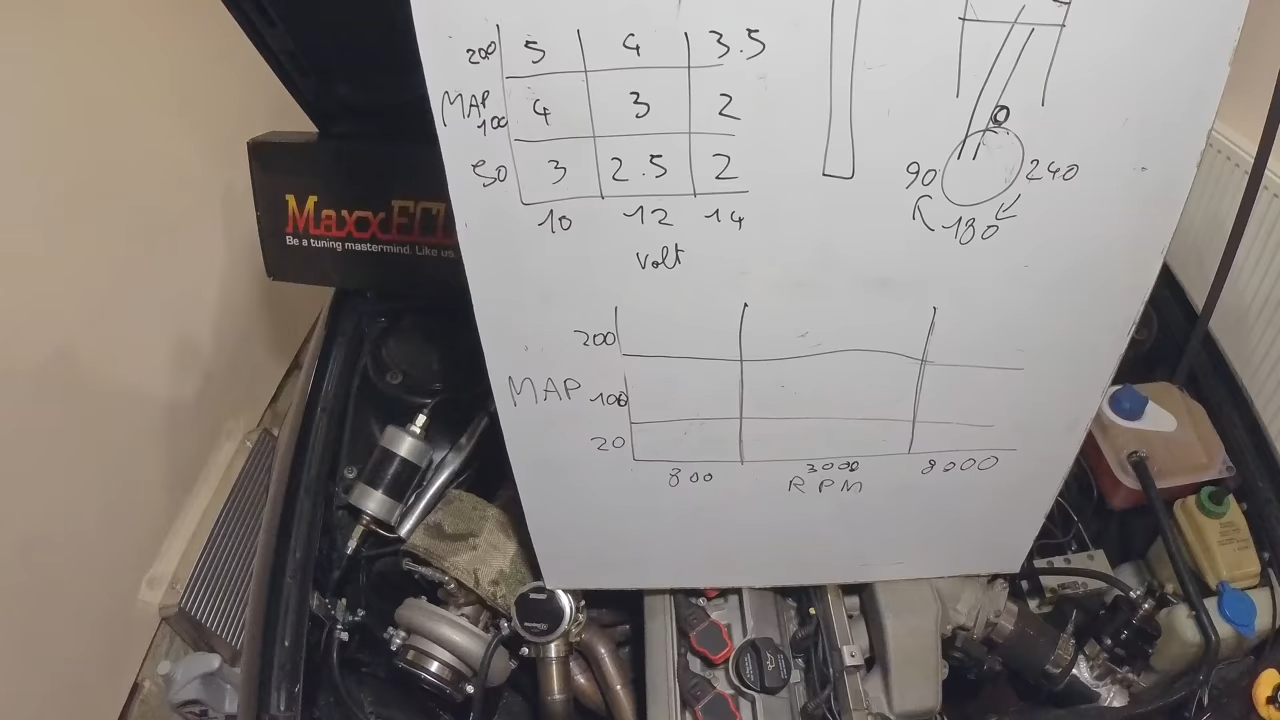 200 5 4 3.5
MAP
100 4 3 2
50 3 2.5 2
10 12 14
volt
90 240
180
MaxxECU
Be a tuning mastermind. Like us.
200
MAP 100
20
800 3000 8000
RPM